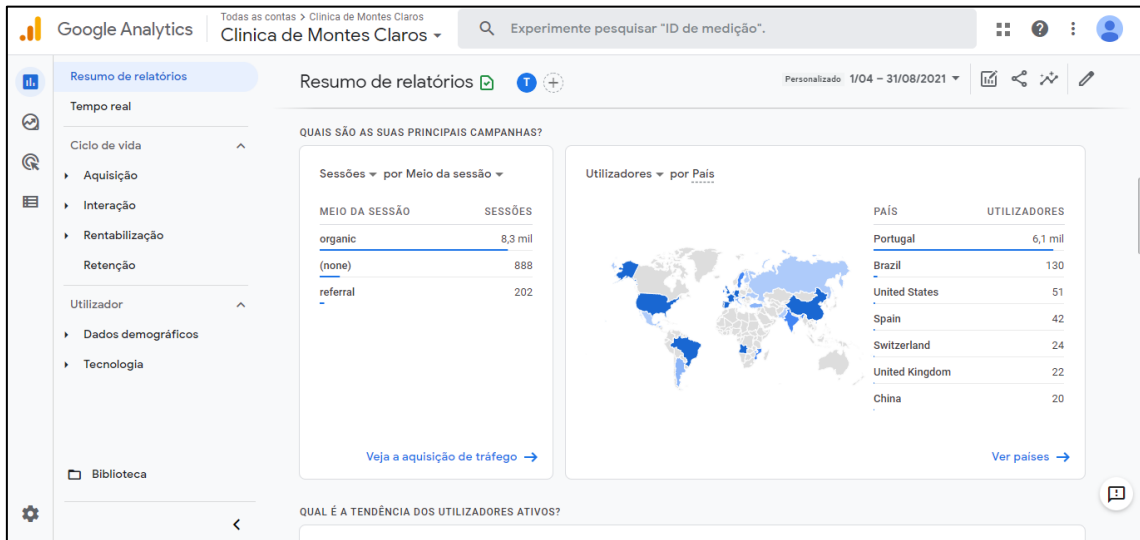 Google Analytics
Todas as contas > Clinica de Montes Claros
Clinica de Montes Claros
Experimente pesquisar "ID de medição".
Resumo de relatórios
Tempo real
Ciclo de vida
Aquisição
Interação
Rentabilização
Retenção
Utilizador
Dados demográficos
Tecnologia
Biblioteca
Resumo de relatórios
T
Personalizado 1/04 – 31/08/2021
QUAIS SÃO AS SUAS PRINCIPAIS CAMPANHAS?
Sessões por Meio da sessão
MEIO DA SESSÃO SESSÕES
organic 8,3 mil
(none) 888
referral 202
Veja a aquisição de tráfego →
Utilizadores por País
PAÍS UTILIZADORES
Portugal 6,1 mil
Brazil 130
United States 51
Spain 42
Switzerland 24
United Kingdom 22
China 20
Ver países →
QUAL É A TENDÊNCIA DOS UTILIZADORES ATIVOS?